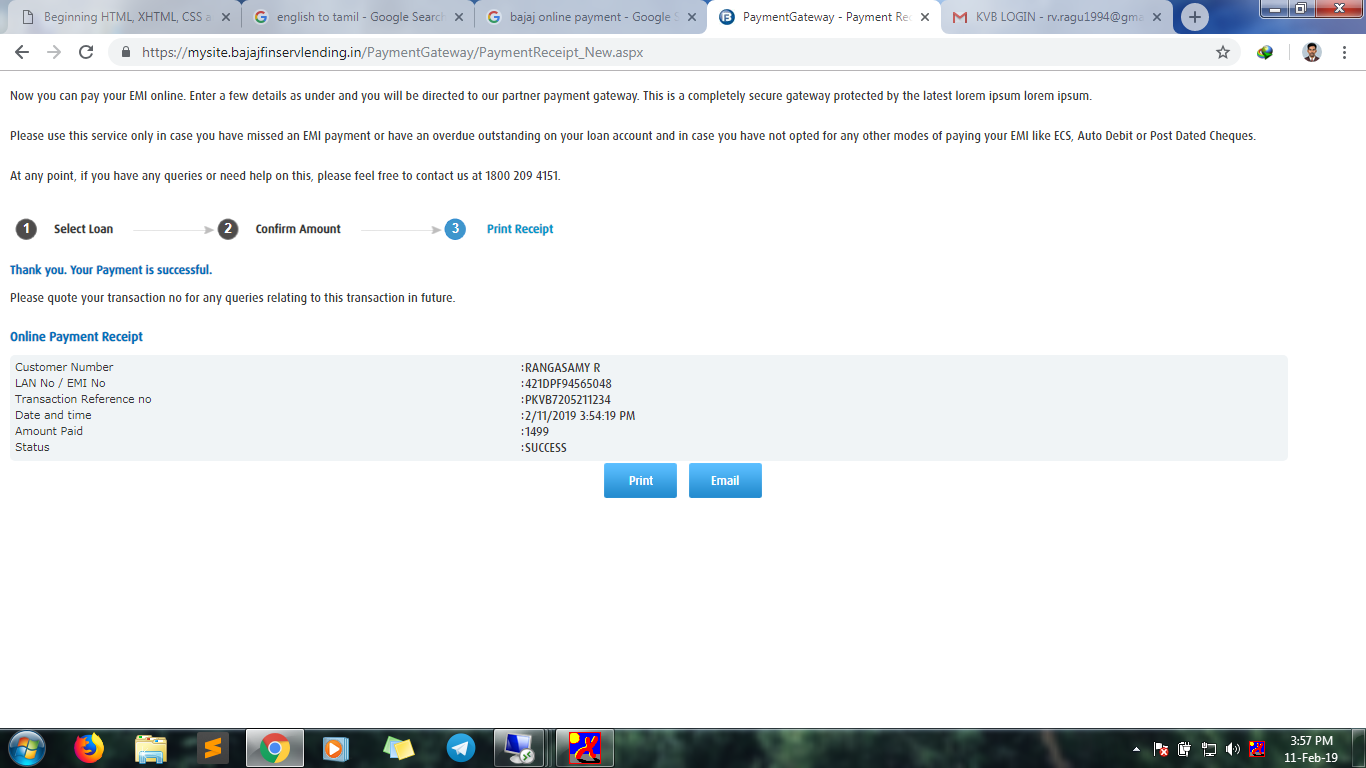 Beginning HTML, XHTML, CSS a
english to tamil - Google Search
bajaj online payment - Google S
PaymentGateway - Payment Re
KVB LOGIN - rv.ragu1994@gma
https://mysite.bajajfinservlending.in/PaymentGateway/PaymentReceipt_New.aspx
Now you can pay your EMI online. Enter a few details as under and you will be directed to our partner payment gateway. This is a completely secure gateway protected by the latest lorem ipsum lorem ipsum.
Please use this service only in case you have missed an EMI payment or have an overdue outstanding on your loan account and in case you have not opted for any other modes of paying your EMI like ECS, Auto Debit or Post Dated Cheques.
At any point, if you have any queries or need help on this, please feel free to contact us at 1800 209 4151.
1 Select Loan 2 Confirm Amount 3 Print Receipt
Thank you. Your Payment is successful.
Please quote your transaction no for any queries relating to this transaction in future.
Online Payment Receipt
Customer Number :RANGASAMY R
LAN No / EMI No :421DPF94565048
Transaction Reference no :PKVB7205211234
Date and time :2/11/2019 3:54:19 PM
Amount Paid :1499
Status :SUCCESS
Print Email
3:57 PM
11-Feb-19